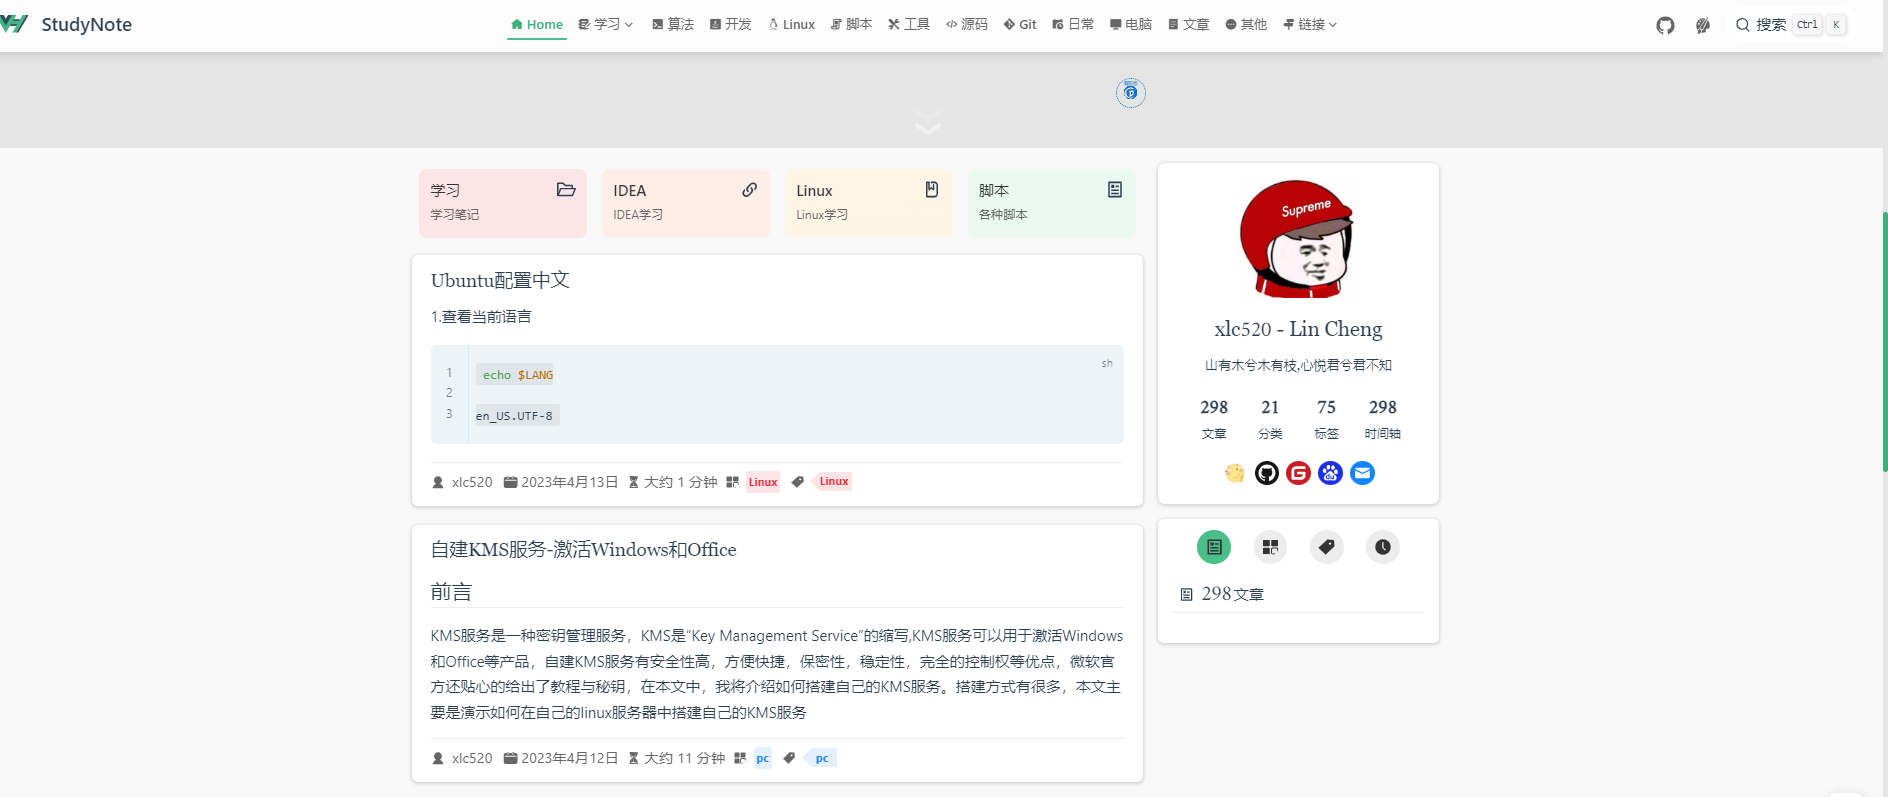 StudyNote
Home 学习 算法 开发 Linux 脚本 工具 源码 Git 日常 电脑 文章 其他 链接
搜索 Ctrl K
学习
学习笔记
IDEA
IDEA学习
Linux
Linux学习
脚本
各种脚本
Ubuntu配置中文
1.查看当前语言
sh
1 echo $LANG
2
3 en_US.UTF-8
xlc520 2023年4月13日 大约 1 分钟 Linux Linux
自建KMS服务-激活Windows和Office
前言
KMS服务是一种密钥管理服务，KMS是“Key Management Service”的缩写,KMS服务可以用于激活Windows
和Office等产品，自建KMS服务有安全性高，方便快捷，保密性，稳定性，完全的控制权等优点，微软官
方还贴心的给出了教程与秘钥，在本文中，我将介绍如何搭建自己的KMS服务。搭建方式有很多，本文主
要是演示如何在自己的linux服务器中搭建自己的KMS服务
xlc520 2023年4月12日 大约 11 分钟 pc pc
Supreme
xlc520 - Lin Cheng
山有木兮木有枝,心悦君兮君不知
298 21 75 298
文章 分类 标签 时间轴
298文章